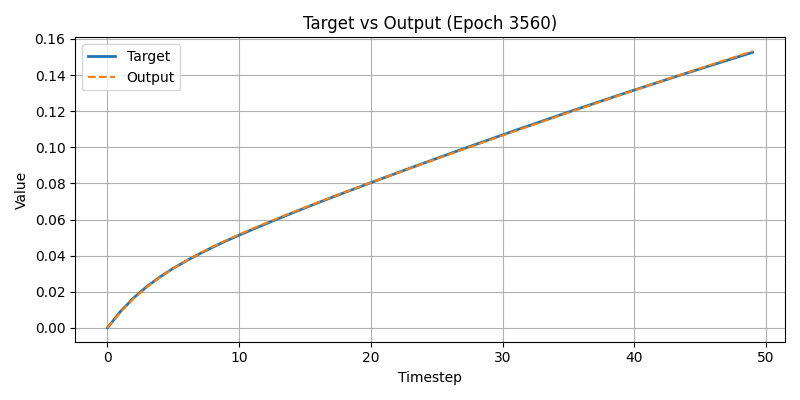 Target vs Output (Epoch 3560)
Target
Output
0.16
0.14
0.12
0.10
0.08
0.06
0.04
0.02
0.00
Value
0 10 20 30 40 50
Timestep